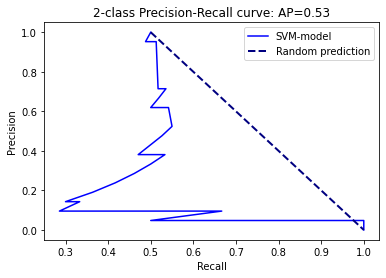 2-class Precision-Recall curve: AP=0.53
SVM-model
Random prediction
Precision
1.0
0.8
0.6
0.4
0.2
0.0
0.3 0.4 0.5 0.6 0.7 0.8 0.9 1.0
Recall